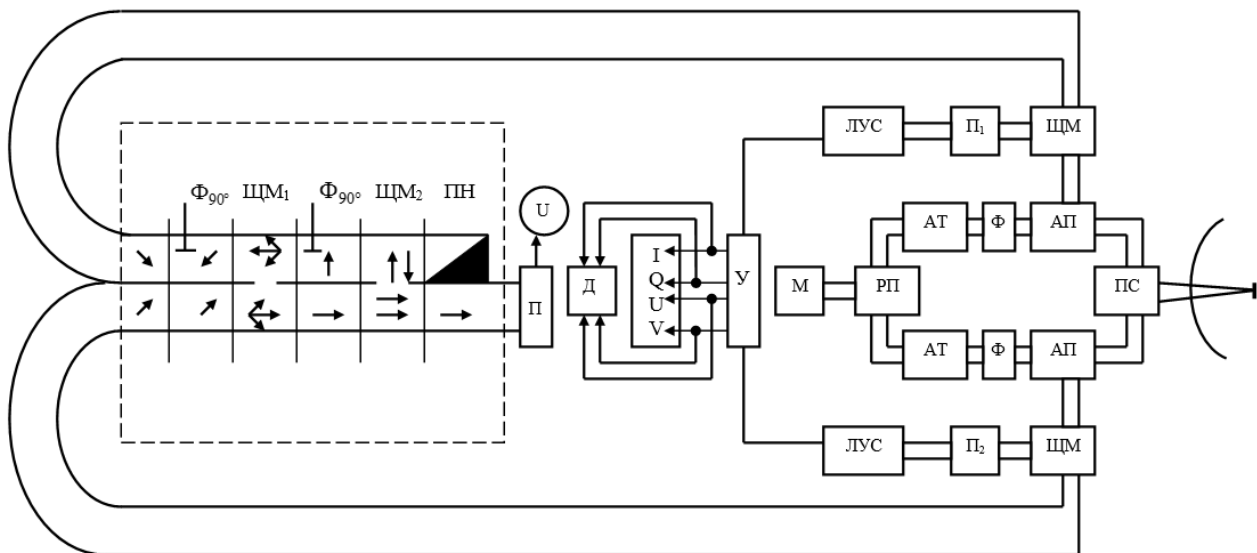 ЛУС П₁ ЩМ
Ф₉₀° ЩМ₁ Ф₉₀° ЩМ₂ ПН
U
АТ Ф АП
I
Q
U
V
П
Д
У
М
РП
ПС
АТ Ф АП
ЛУС П₂ ЩМ